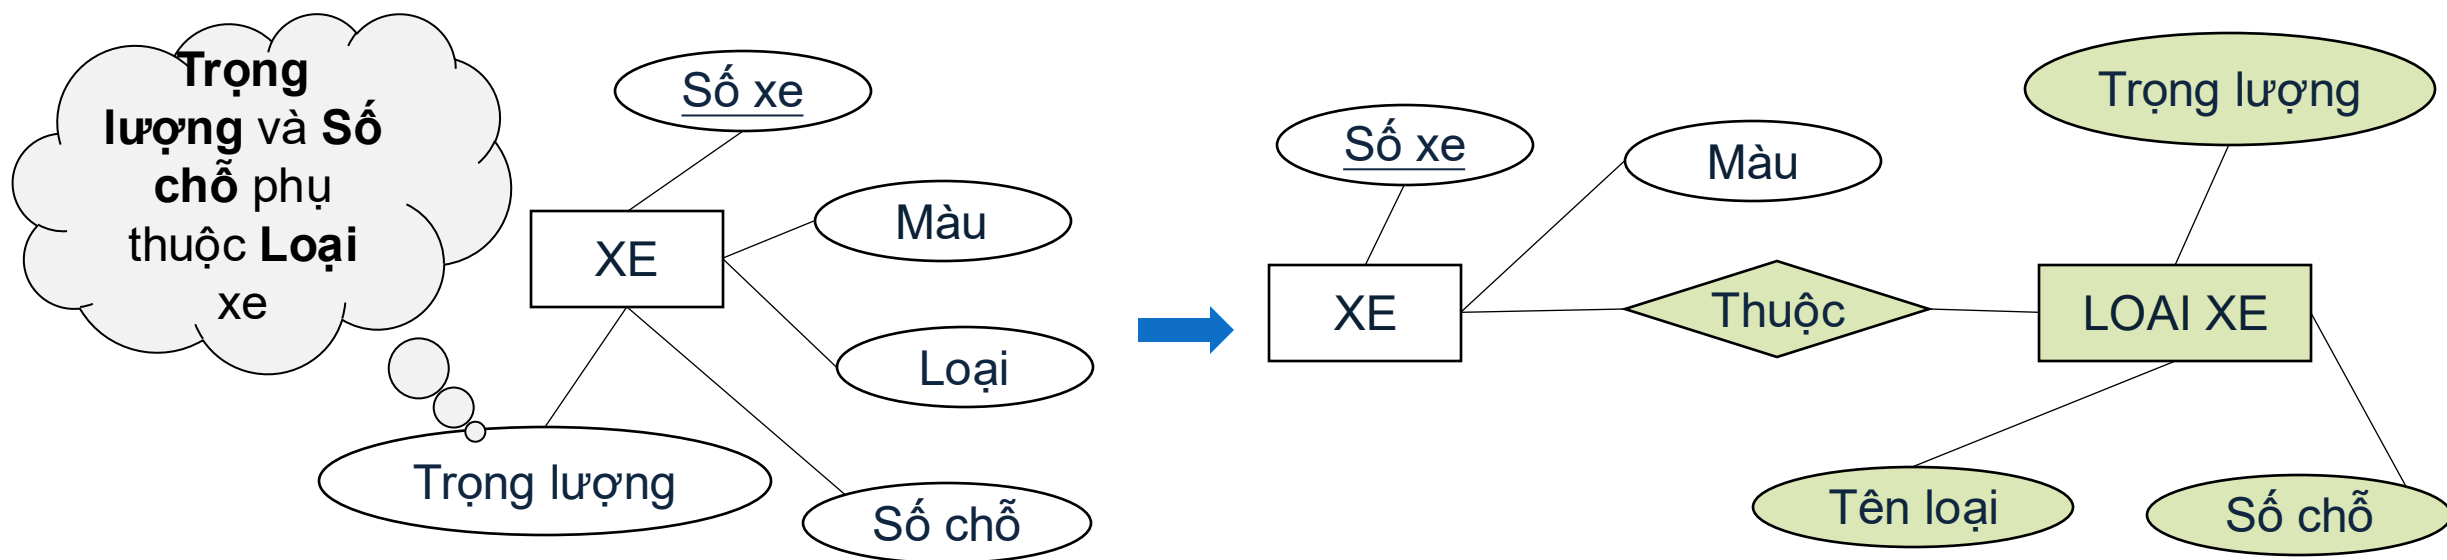 Trọng
lượng và Số
chỗ phụ
thuộc Loại
xe
Số xe
Màu
XE
Loại
Trọng lượng
Số chỗ
Số xe
Màu
Trọng lượng
XE
Thuộc
LOAI XE
Tên loại
Số chỗ